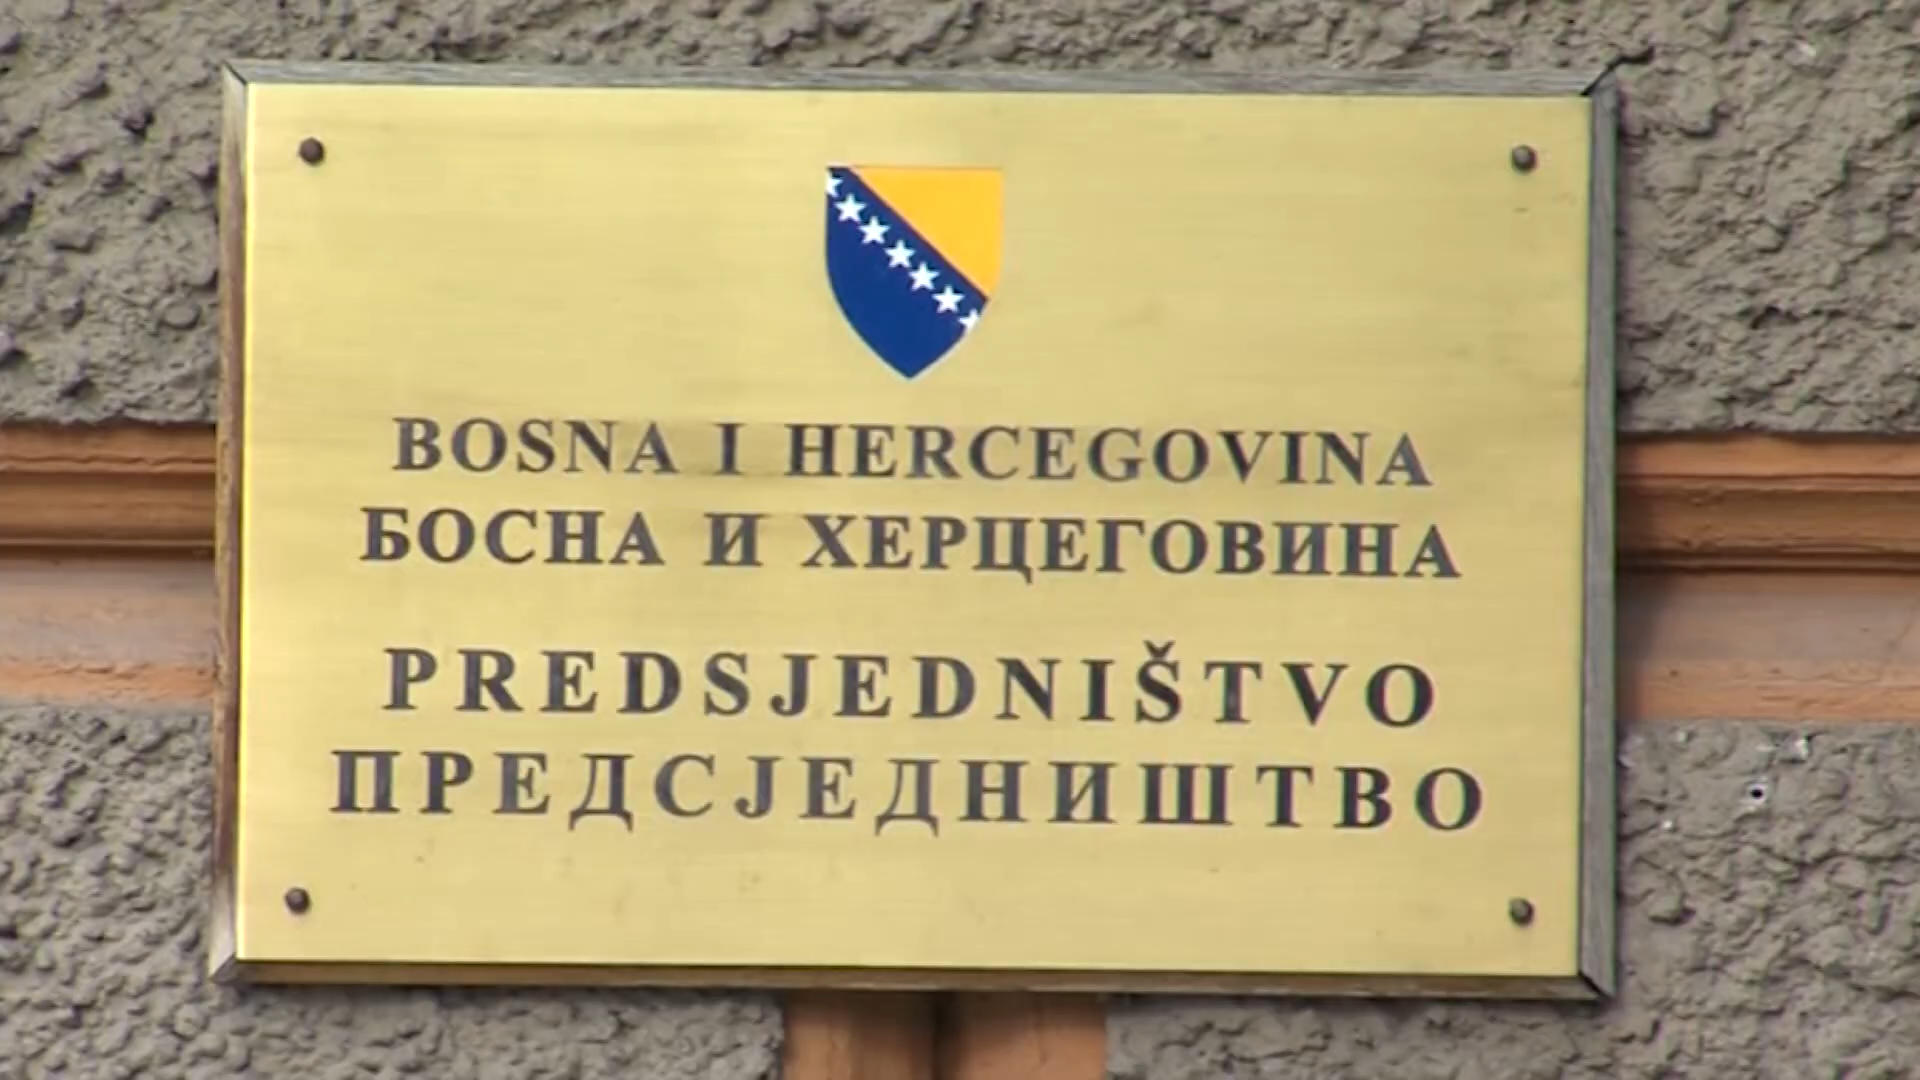 BOSNA I HERCEGOVINA
БОСНА И ХЕРЦЕГОВИНА
PREDSJEDNIŠTVO
ПРЕДСЈЕДНИШТВО